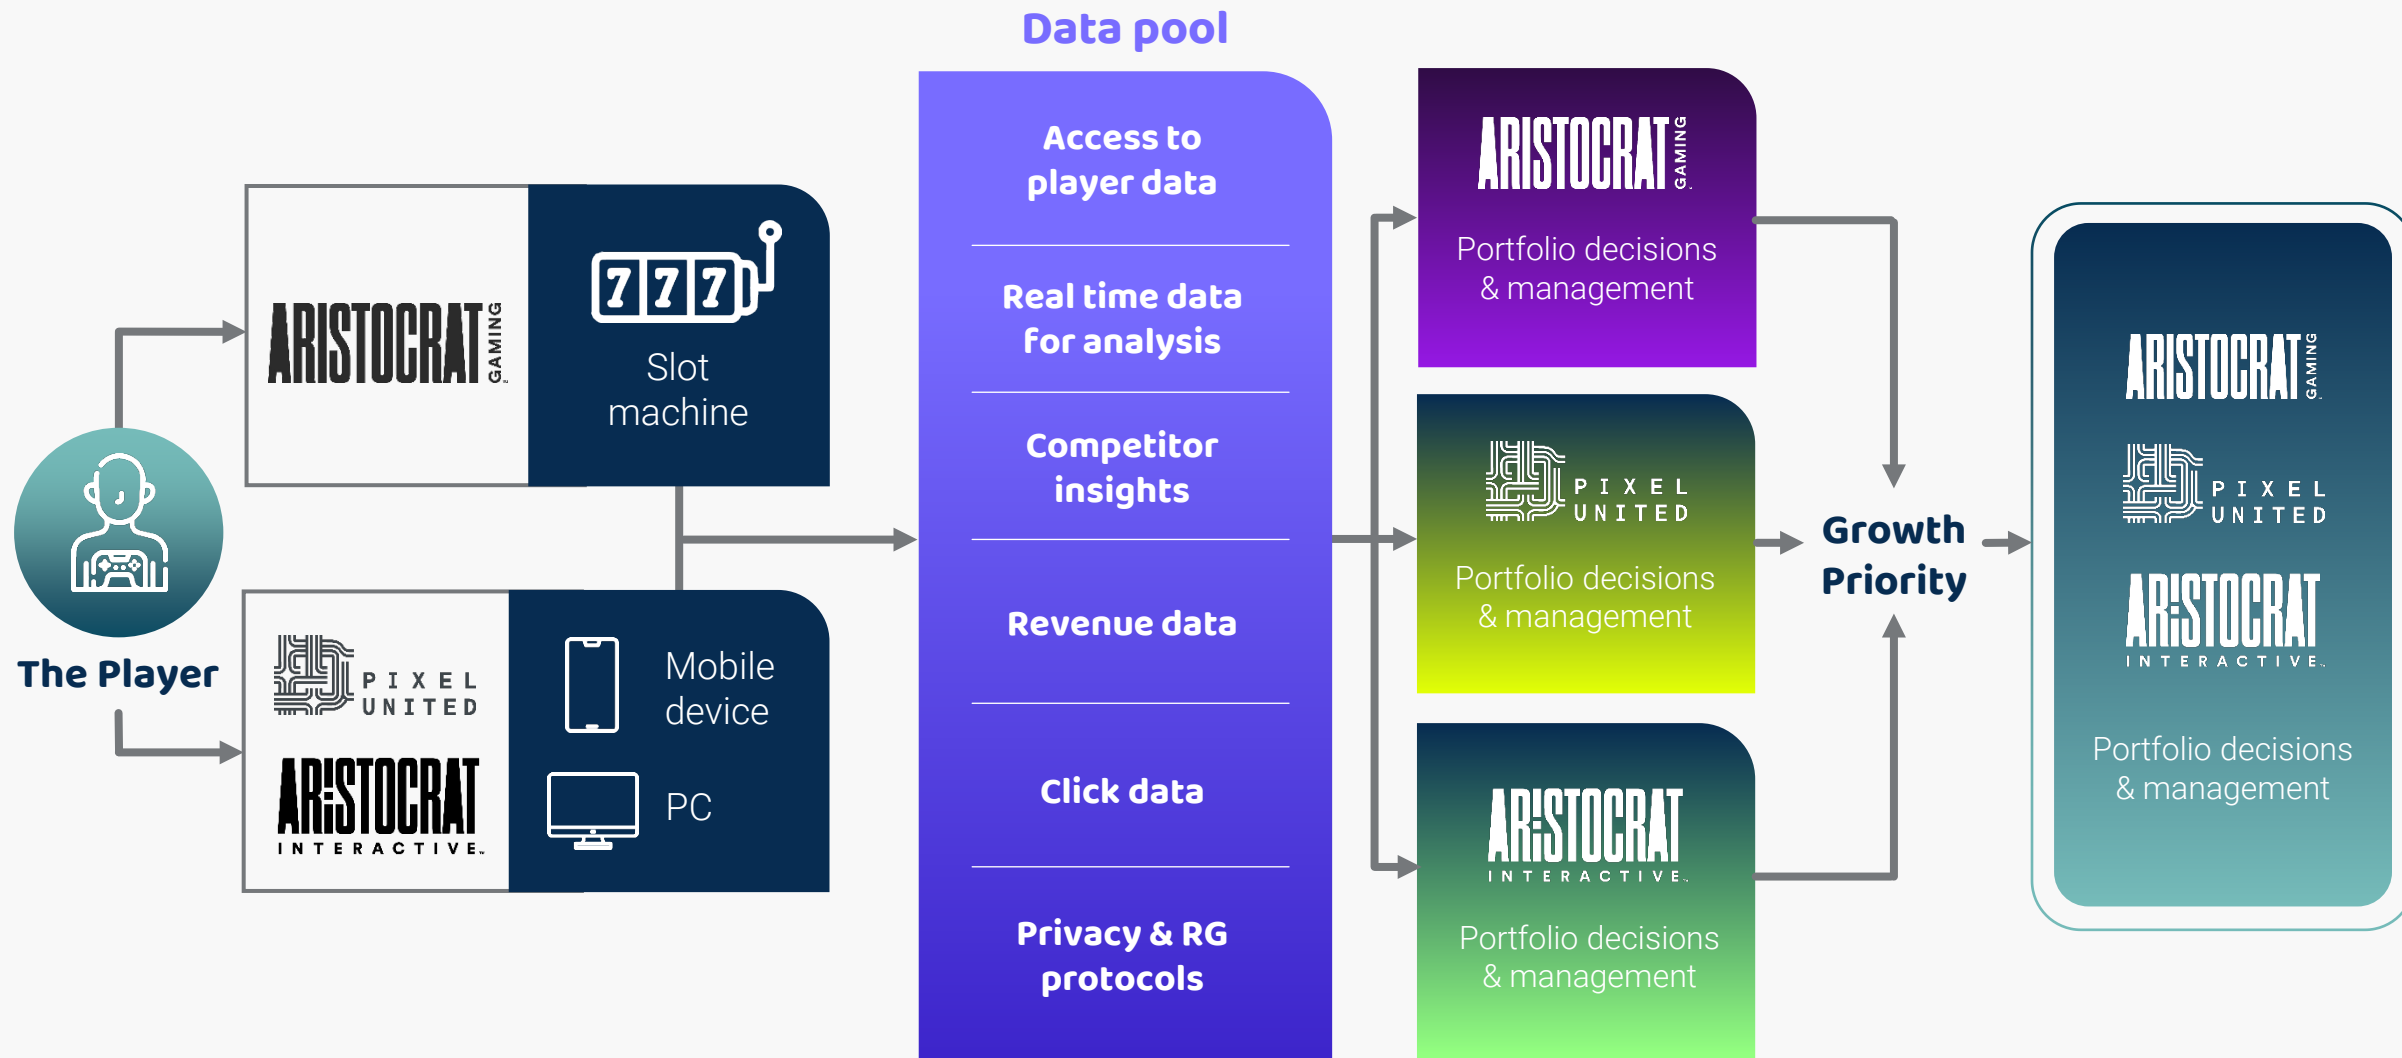 Data pool
The Player
ARISTOCRAT
GAMING
777
Slot
machine
PIXEL
UNITED
ARISTOCRAT
INTERACTIVE
Mobile
device
PC
Access to
player data
Real time data
for analysis
Competitor
insights
Revenue data
Click data
Privacy & RG
protocols
ARISTOCRAT
GAMING
Portfolio decisions
& management
PIXEL
UNITED
Portfolio decisions
& management
ARISTOCRAT
INTERACTIVE
Portfolio decisions
& management
Growth
Priority
ARISTOCRAT
GAMING
PIXEL
UNITED
ARISTOCRAT
INTERACTIVE
Portfolio decisions
& management